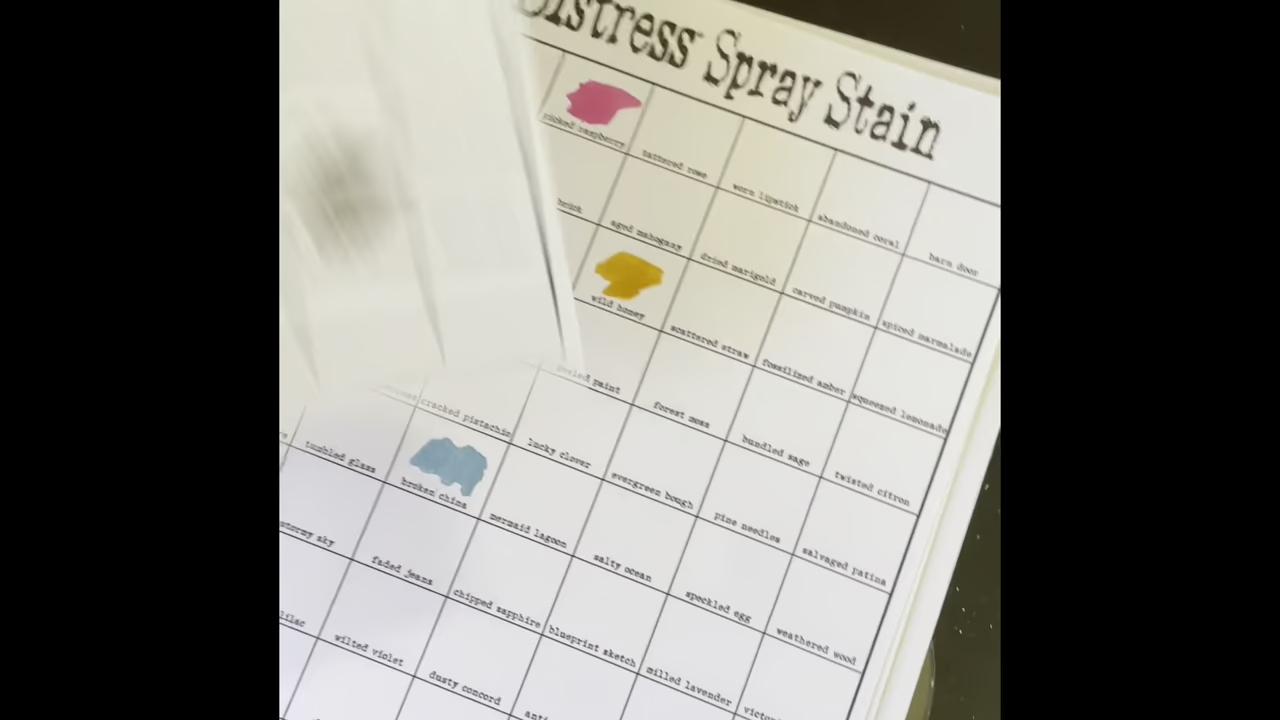 Distress Spray Stain
picked raspberry tattered rose worn lipstick abandoned coral barn door
brick aged mahogany dried marigold carved pumpkin spiced marmalade
wild honey scattered straw fossilized amber squeezed lemonade
peeled paint forest moss bundled sage twisted citron
cracked pistachio lucky clover evergreen bough pine needles salvaged patina
tumbled glass broken china mermaid lagoon salty ocean speckled egg weathered wood
stormy sky faded jeans chipped sapphire blueprint sketch milled lavender
lilac wilted violet dusty concord